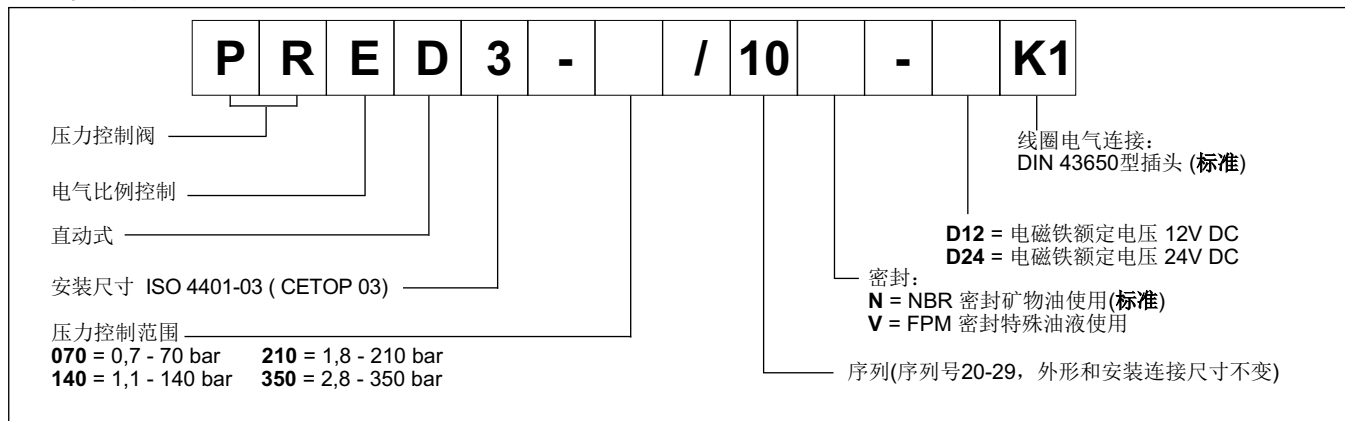 P R E D 3 - / 10 - K1
压力控制阀
电气比例控制
直动式
安装尺寸 ISO 4401-03 ( CETOP 03)
压力控制范围
070 = 0,7 - 70 bar 210 = 1,8 - 210 bar
140 = 1,1 - 140 bar 350 = 2,8 - 350 bar
线圈电气连接：
DIN 43650型插头 (标准)
D12 = 电磁铁额定电压 12V DC
D24 = 电磁铁额定电压 24V DC
密封：
N = NBR 密封矿物油使用(标准)
V = FPM 密封特殊油液使用
序列(序列号20-29，外形和安装连接尺寸不变)